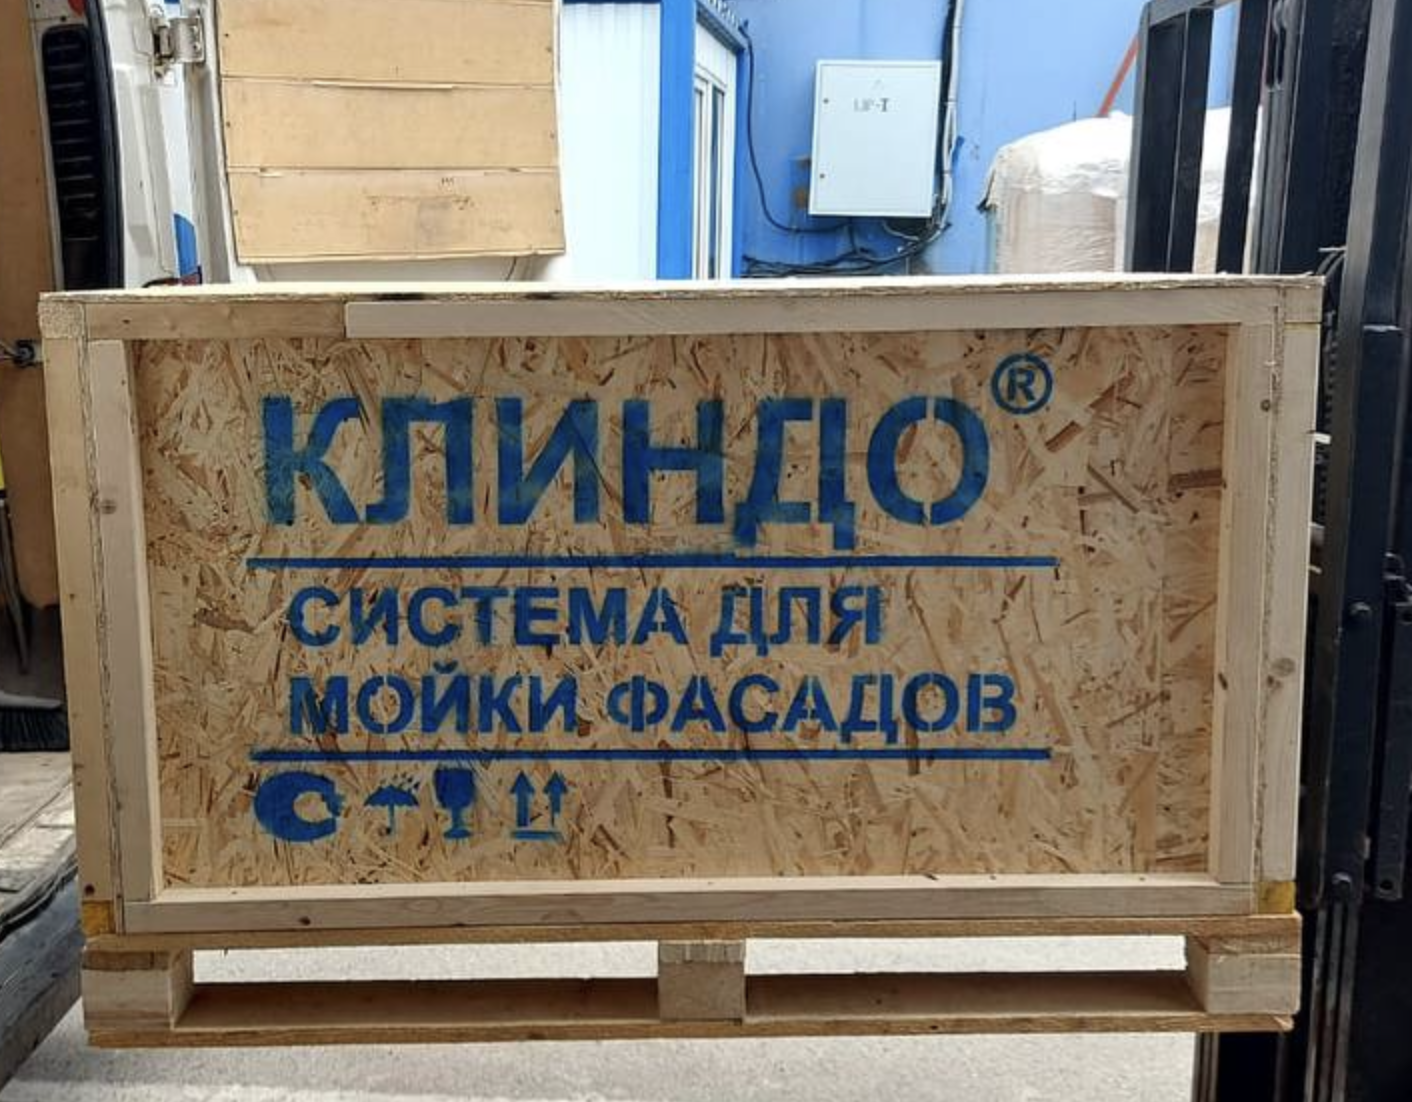 КЛИНДО®
СИСТЕМА ДЛЯ
МОЙКИ ФАСАДОВ